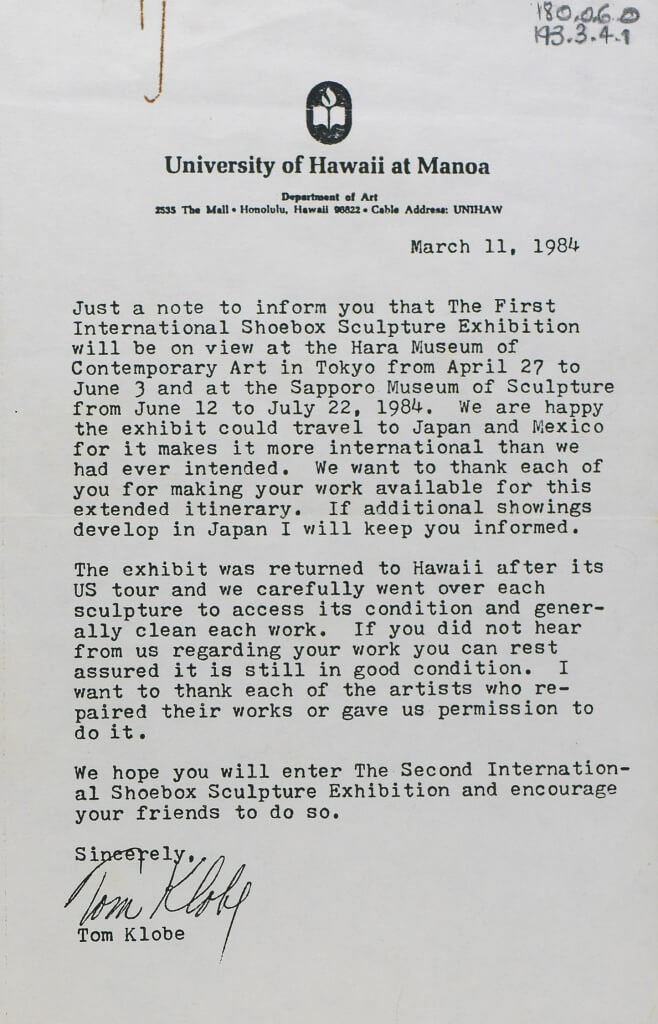 180.06.0
193.3.4.1
University of Hawaii at Manoa
Department of Art
2535 The Mall • Honolulu, Hawaii 96822 • Cable Address: UNIHAW
March 11, 1984
Just a note to inform you that The First
International Shoebox Sculpture Exhibition
will be on view at the Hara Museum of
Contemporary Art in Tokyo from April 27 to
June 3 and at the Sapporo Museum of Sculpture
from June 12 to July 22, 1984. We are happy
the exhibit could travel to Japan and Mexico
for it makes it more international than we
had ever intended. We want to thank each of
you for making your work available for this
extended itinerary. If additional showings
develop in Japan I will keep you informed.
The exhibit was returned to Hawaii after its
US tour and we carefully went over each
sculpture to access its condition and gener-
ally clean each work. If you did not hear
from us regarding your work you can rest
assured it is still in good condition. I
want to thank each of the artists who re-
paired their works or gave us permission to
do it.
We hope you will enter The Second Internation-
al Shoebox Sculpture Exhibition and encourage
your friends to do so.
Sincerely,
Tom Klobe
Tom Klobe